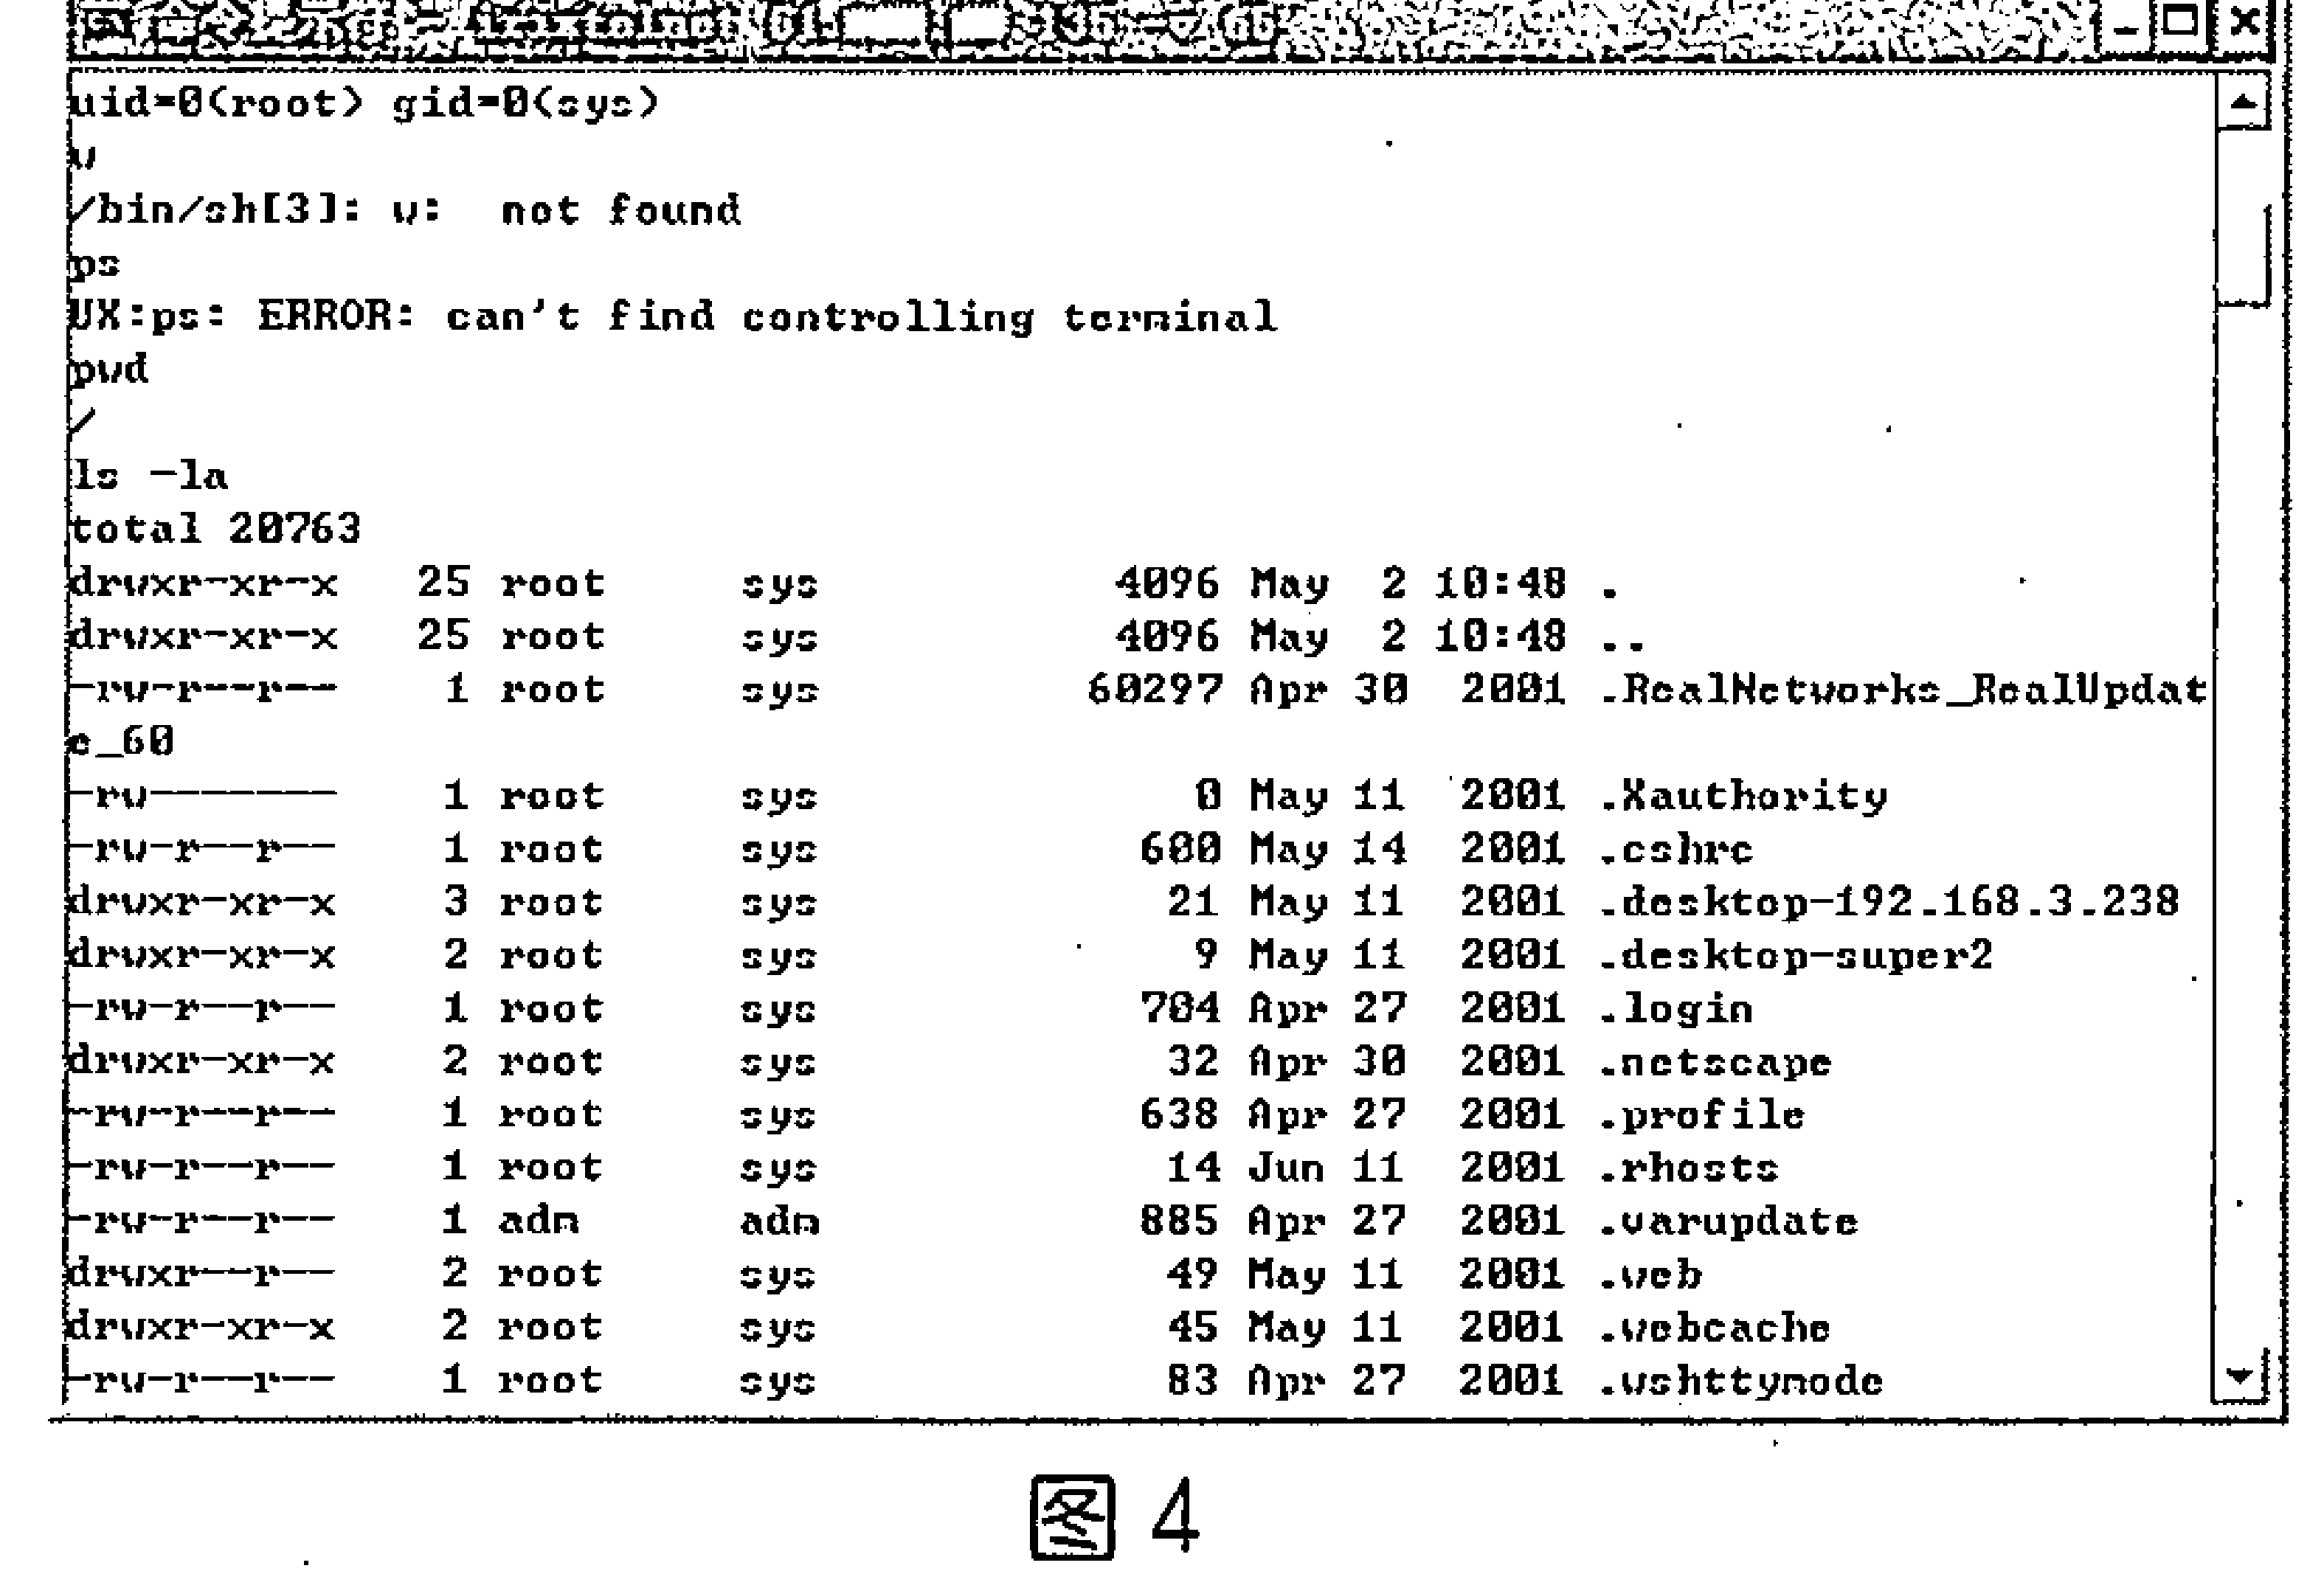 uid=0(root) gid=0(sys)
w
/bin/sh[3]: w:  not found
ps
UX:ps: ERROR: can't find controlling terminal
pwd
/
ls -la
total 20763
drwxr-xr-x   25 root     sys           4096 May  2 10:48 .
drwxr-xr-x   25 root     sys           4096 May  2 10:48 ..
-rw-r--r--    1 root     sys          60297 Apr 30  2001 .RealNetworks_RealUpdat
e_60
-rw-------    1 root     sys              0 May 11  2001 .Xauthority
-rw-r--r--    1 root     sys            600 May 14  2001 .cshrc
drwxr-xr-x    3 root     sys             21 May 11  2001 .desktop-192.168.3.238
drwxr-xr-x    2 root     sys              9 May 11  2001 .desktop-super2
-rw-r--r--    1 root     sys            704 Apr 27  2001 .login
drwxr-xr-x    2 root     sys             32 Apr 30  2001 .netscape
-rw-r--r--    1 root     sys            638 Apr 27  2001 .profile
-rw-r--r--    1 root     sys             14 Jun 11  2001 .rhosts
-rw-r--r--    1 adm      adm            885 Apr 27  2001 .varupdate
drwxr--r--    2 root     sys             49 May 11  2001 .web
drwxr-xr-x    2 root     sys             45 May 11  2001 .webcache
-rw-r--r--    1 root     sys             83 Apr 27  2001 .wshttymode
图 4